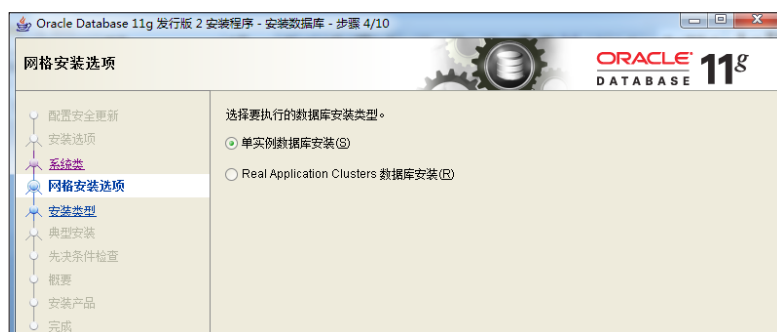 Oracle Database 11g 发行版 2 安装程序 - 安装数据库 - 步骤 4/10
网格安装选项
ORACLE
DATABASE 11g
配置安全更新
安装选项
系统类
网格安装选项
安装类型
典型安装
先决条件检查
概要
安装产品
完成
选择要执行的数据库安装类型。
单实例数据库安装(S)
Real Application Clusters 数据库安装(R)